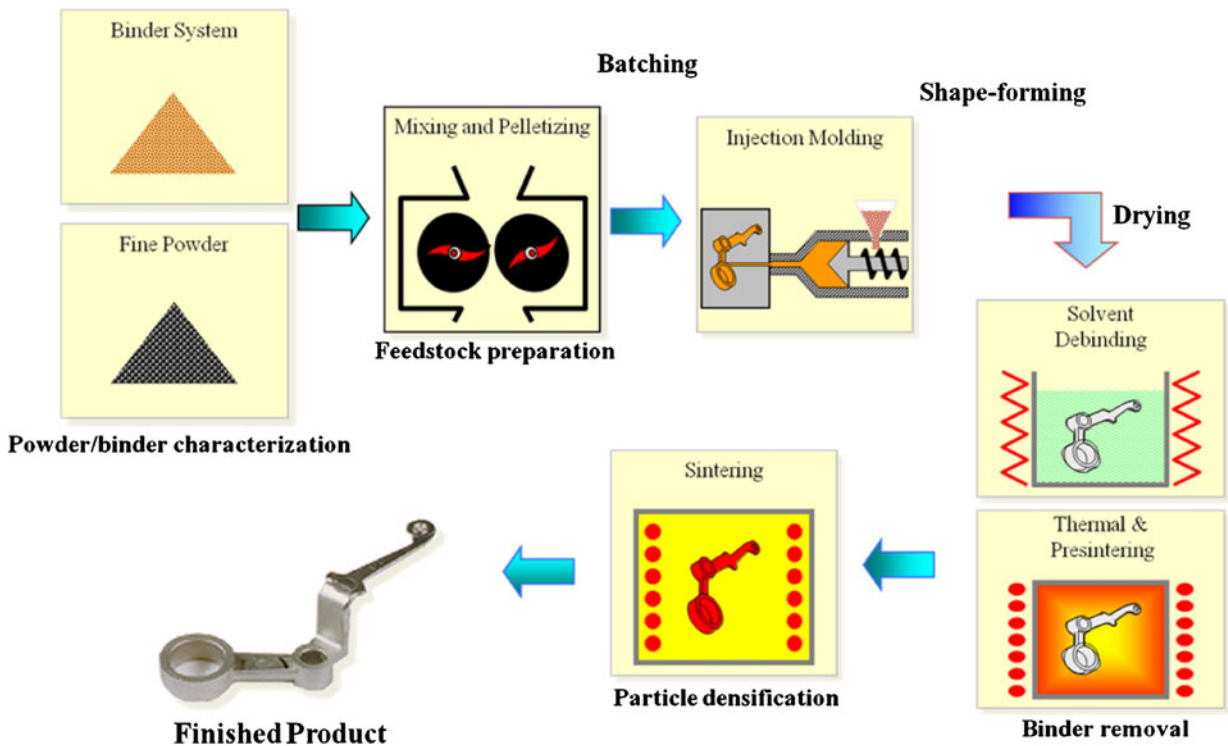 Binder System
Fine Powder
Powder/binder characterization
Batching
Mixing and Pelletizing
Feedstock preparation
Shape-forming
Injection Molding
Drying
Solvent
Debinding
Thermal &
Presintering
Binder removal
Sintering
Particle densification
Finished Product